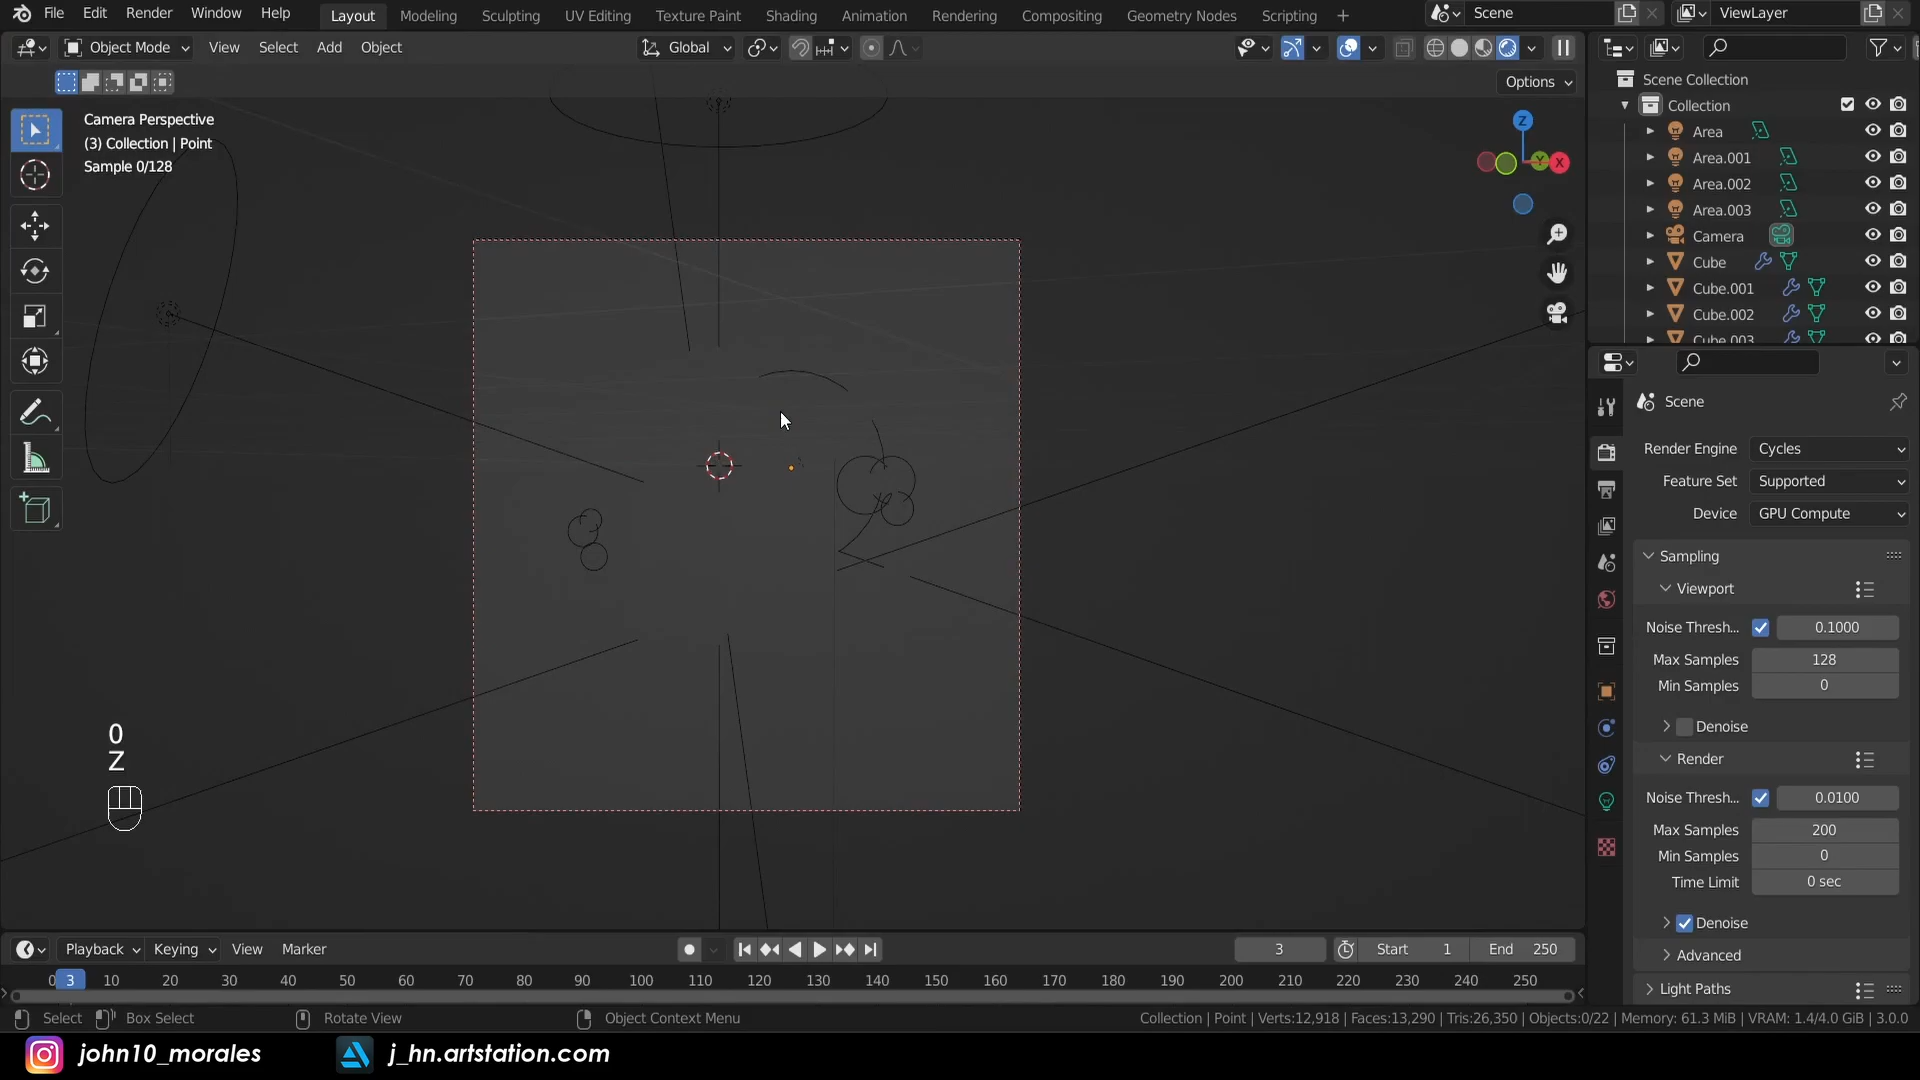 File Edit Render Window Help Layout Modeling Sculpting UV Editing Texture Paint Shading Animation Rendering Compositing Geometry Nodes Scripting + Scene ViewLayer
Object Mode View Select Add Object Global
Options
Camera Perspective
(3) Collection | Point
Sample 0/128
Z
Y
X
0
Z
Scene Collection
Collection
Area
Area.001
Area.002
Area.003
Camera
Cube
Cube.001
Cube.002
Cube.003
Scene
Render Engine Cycles
Feature Set Supported
Device GPU Compute
Sampling
Viewport
Noise Thresh... 0.1000
Max Samples 128
Min Samples 0
Denoise
Render
Noise Thresh... 0.0100
Max Samples 200
Min Samples 0
Time Limit 0 sec
Denoise
Advanced
Light Paths
Playback Keying View Marker 3 Start 1 End 250
0 3 10 20 30 40 50 60 70 80 90 100 110 120 130 140 150 160 170 180 190 200 210 220 230 240 250
Select Box Select Rotate View Object Context Menu Collection | Point | Verts:12,918 | Faces:13,290 | Tris:26,350 | Objects:0/22 | Memory: 61.3 MiB | VRAM: 1.4/4.0 GiB | 3.0.0
john10_morales j_hn.artstation.com